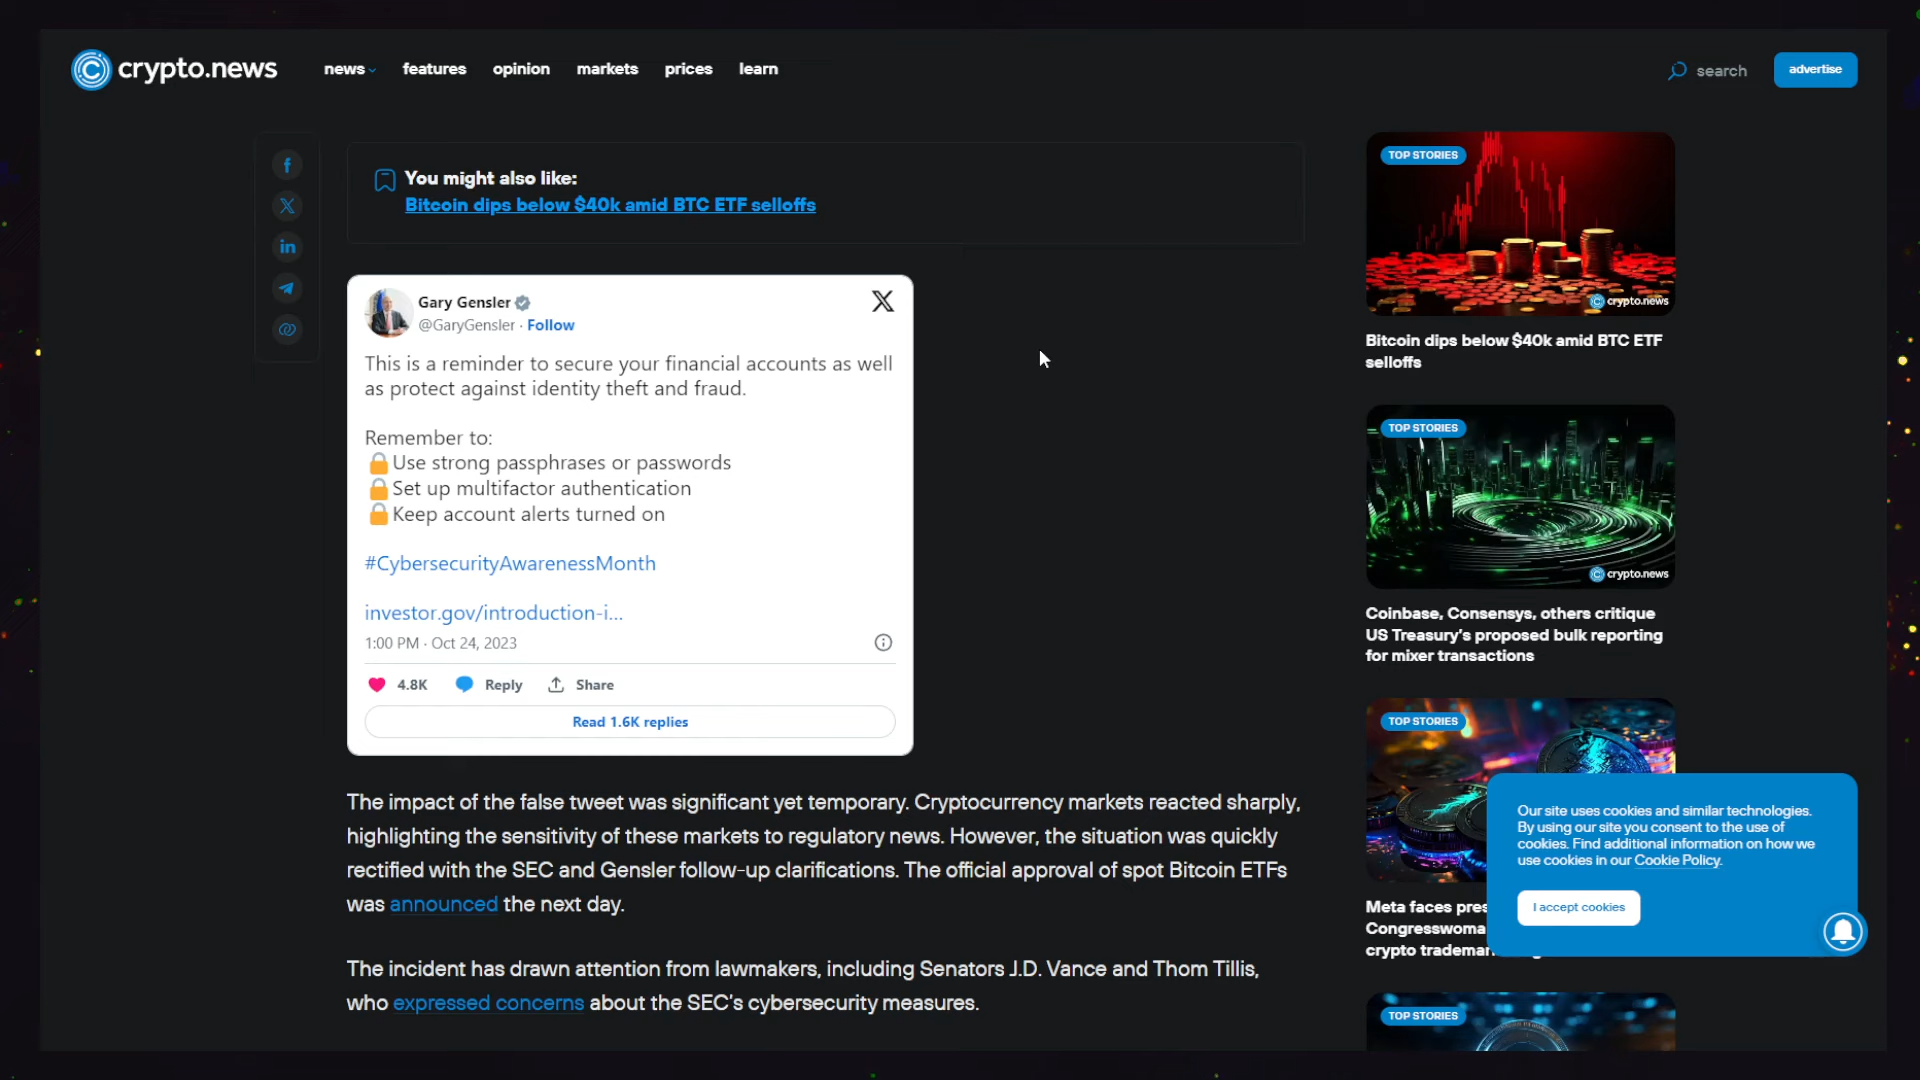 crypto.news
news features opinion markets prices learn
search
advertise
You might also like:
Bitcoin dips below $40k amid BTC ETF selloffs
Gary Gensler
@GaryGensler · Follow
This is a reminder to secure your financial accounts as well
as protect against identity theft and fraud.
Remember to:
🔒Use strong passphrases or passwords
🔒Set up multifactor authentication
🔒Keep account alerts turned on
#CybersecurityAwarenessMonth
investor.gov/introduction-i...
1:00 PM · Oct 24, 2023
4.8K Reply Share
Read 1.6K replies
The impact of the false tweet was significant yet temporary. Cryptocurrency markets reacted sharply,
highlighting the sensitivity of these markets to regulatory news. However, the situation was quickly
rectified with the SEC and Gensler follow-up clarifications. The official approval of spot Bitcoin ETFs
was announced the next day.
The incident has drawn attention from lawmakers, including Senators J.D. Vance and Thom Tillis,
who expressed concerns about the SEC's cybersecurity measures.
TOP STORIES
crypto.news
Bitcoin dips below $40k amid BTC ETF
selloffs
TOP STORIES
crypto.news
Coinbase, Consensys, others critique
US Treasury's proposed bulk reporting
for mixer transactions
TOP STORIES
Meta faces
Congresswoma
crypto
TOP STORIES
Our site uses cookies and similar technologies.
By using our site you consent to the use of
cookies. Find additional information on how we
use cookies in our Cookie Policy.
I accept cookies